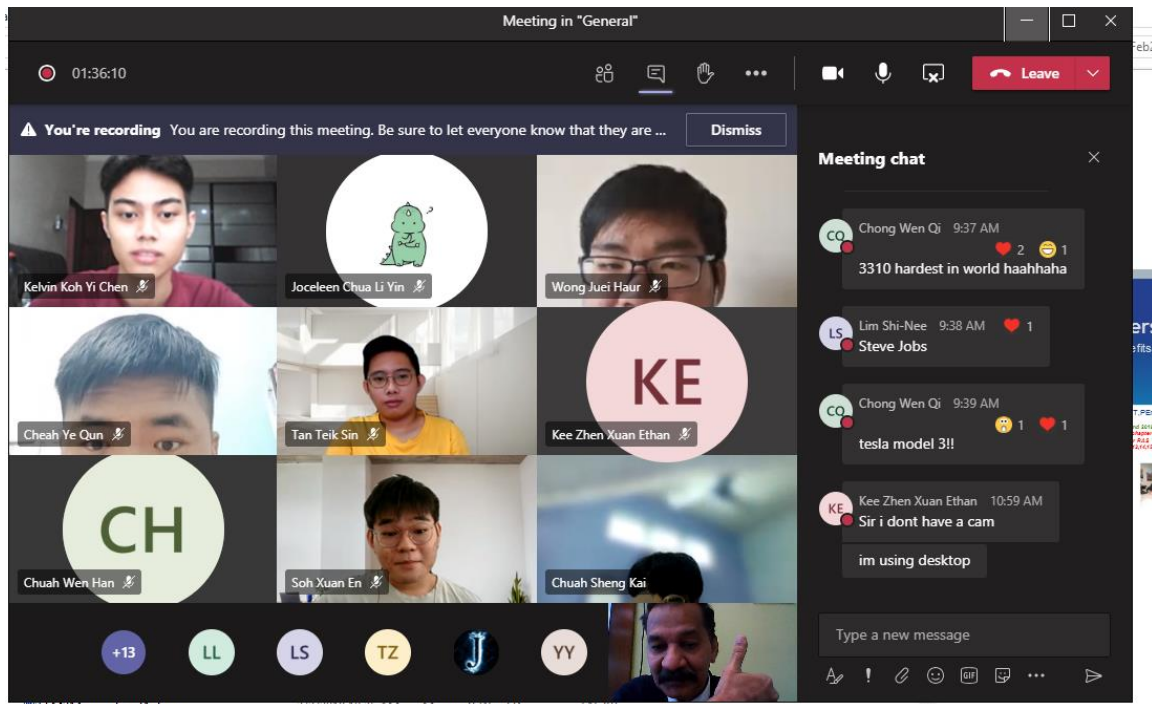 Meeting in "General"
01:36:10
Leave
You're recording You are recording this meeting. Be sure to let everyone know that they are ...
Dismiss
Kelvin Koh Yi Chen
Joceleen Chua Li Yin
Wong Juei Haur
Cheah Ye Qun
Tan Teik Sin
KE
Kee Zhen Xuan Ethan
CH
Chuah Wen Han
Soh Xuan En
Chuah Sheng Kai
+13
LL
LS
TZ
J
YY
Meeting chat
CQ
Chong Wen Qi 9:37 AM
2 1
3310 hardest in world haahhaha
LS
Lim Shi-Nee 9:38 AM 1
Steve Jobs
CQ
Chong Wen Qi 9:39 AM
1 1
tesla model 3!!
KE
Kee Zhen Xuan Ethan 10:59 AM
Sir i dont have a cam
im using desktop
Type a new message
GIF